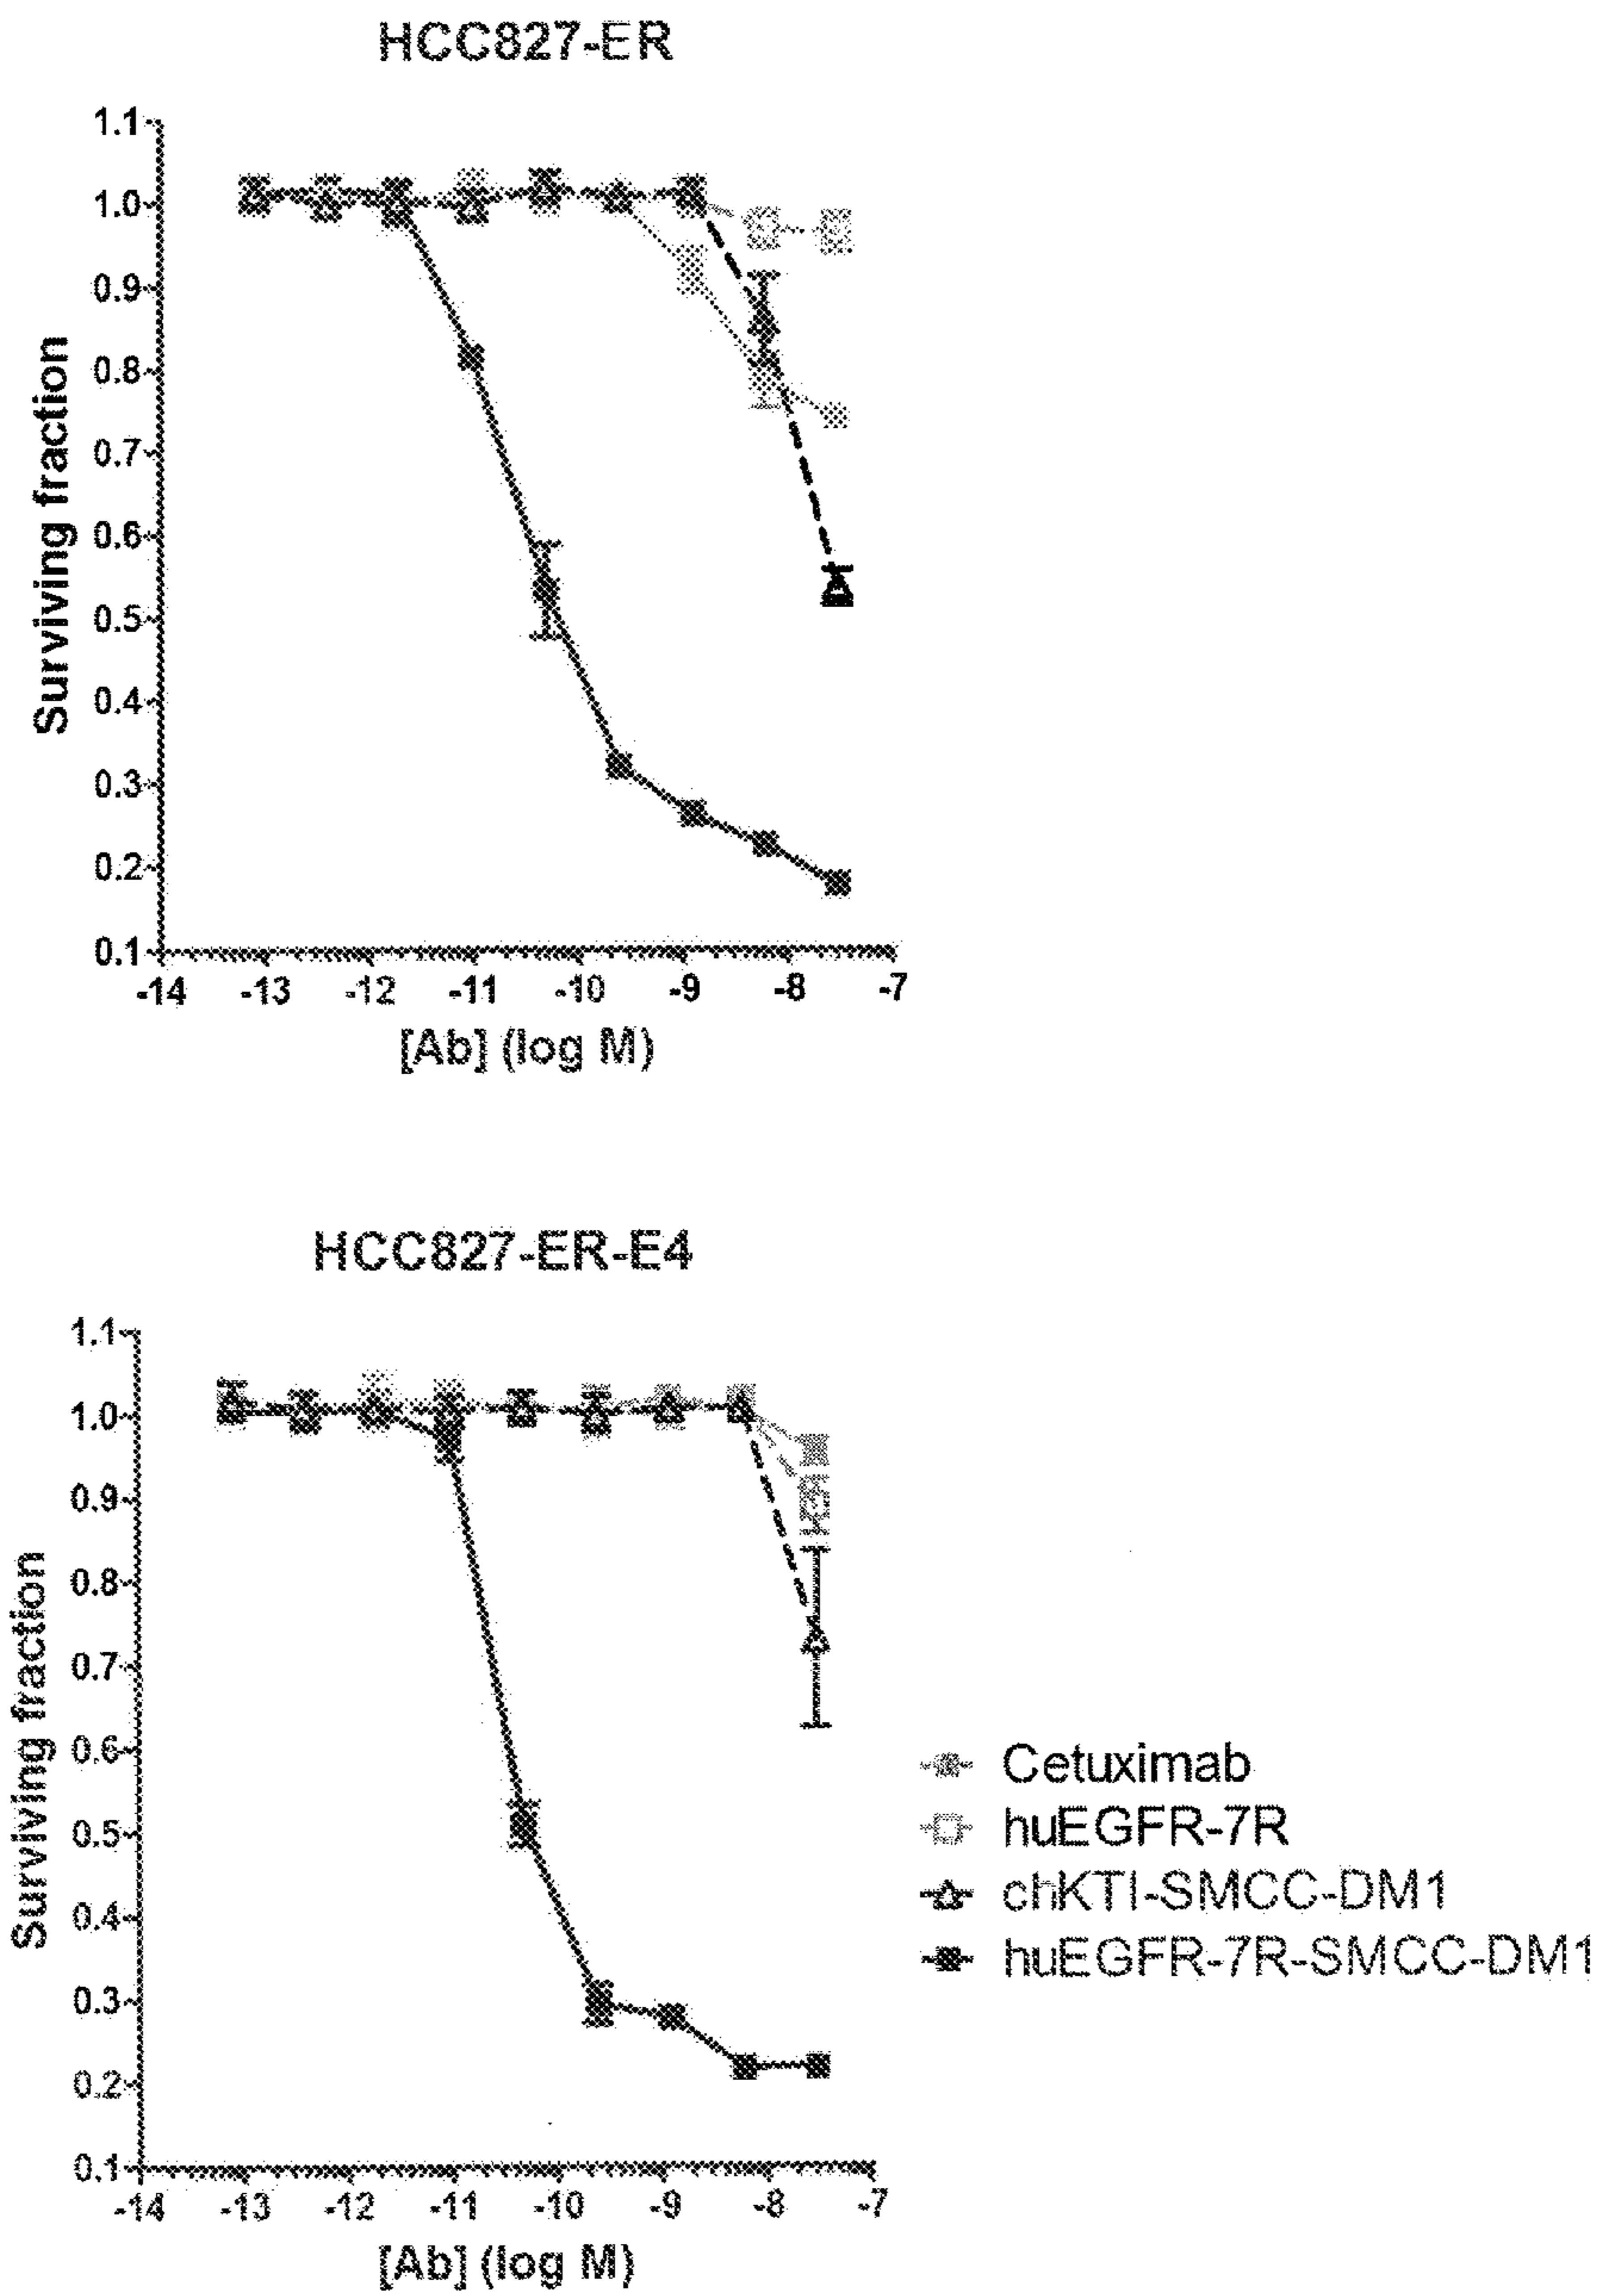 HCC827-ER
1.1
1.0
0.9
0.8
0.7
0.6
0.5
0.4
0.3
0.2
0.1
Surviving fraction
-14 -13 -12 -11 -10 -9 -8 -7
[Ab] (log M)
HCC827-ER-E4
1.1
1.0
0.9
0.8
0.7
0.6
0.5
0.4
0.3
0.2
0.1
Surviving fraction
-14 -13 -12 -11 -10 -9 -8 -7
[Ab] (log M)
Cetuximab
huEGFR-7R
chKTI-SMCC-DM1
huEGFR-7R-SMCC-DM1